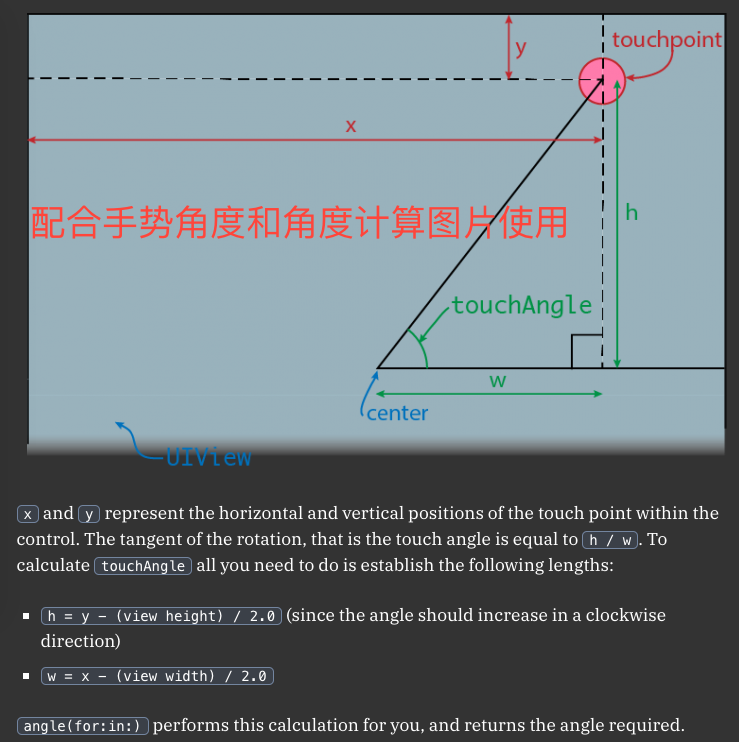 y
touchpoint
x
配合手势角度和角度计算图片使用
h
touchAngle
w
center
UIView
x and y represent the horizontal and vertical positions of the touch point within the
control. The tangent of the rotation, that is the touch angle is equal to h / w. To
calculate touchAngle all you need to do is establish the following lengths:
h = y − (view height) / 2.0 (since the angle should increase in a clockwise
direction)
w = x − (view width) / 2.0
angle(for:in:) performs this calculation for you, and returns the angle required.